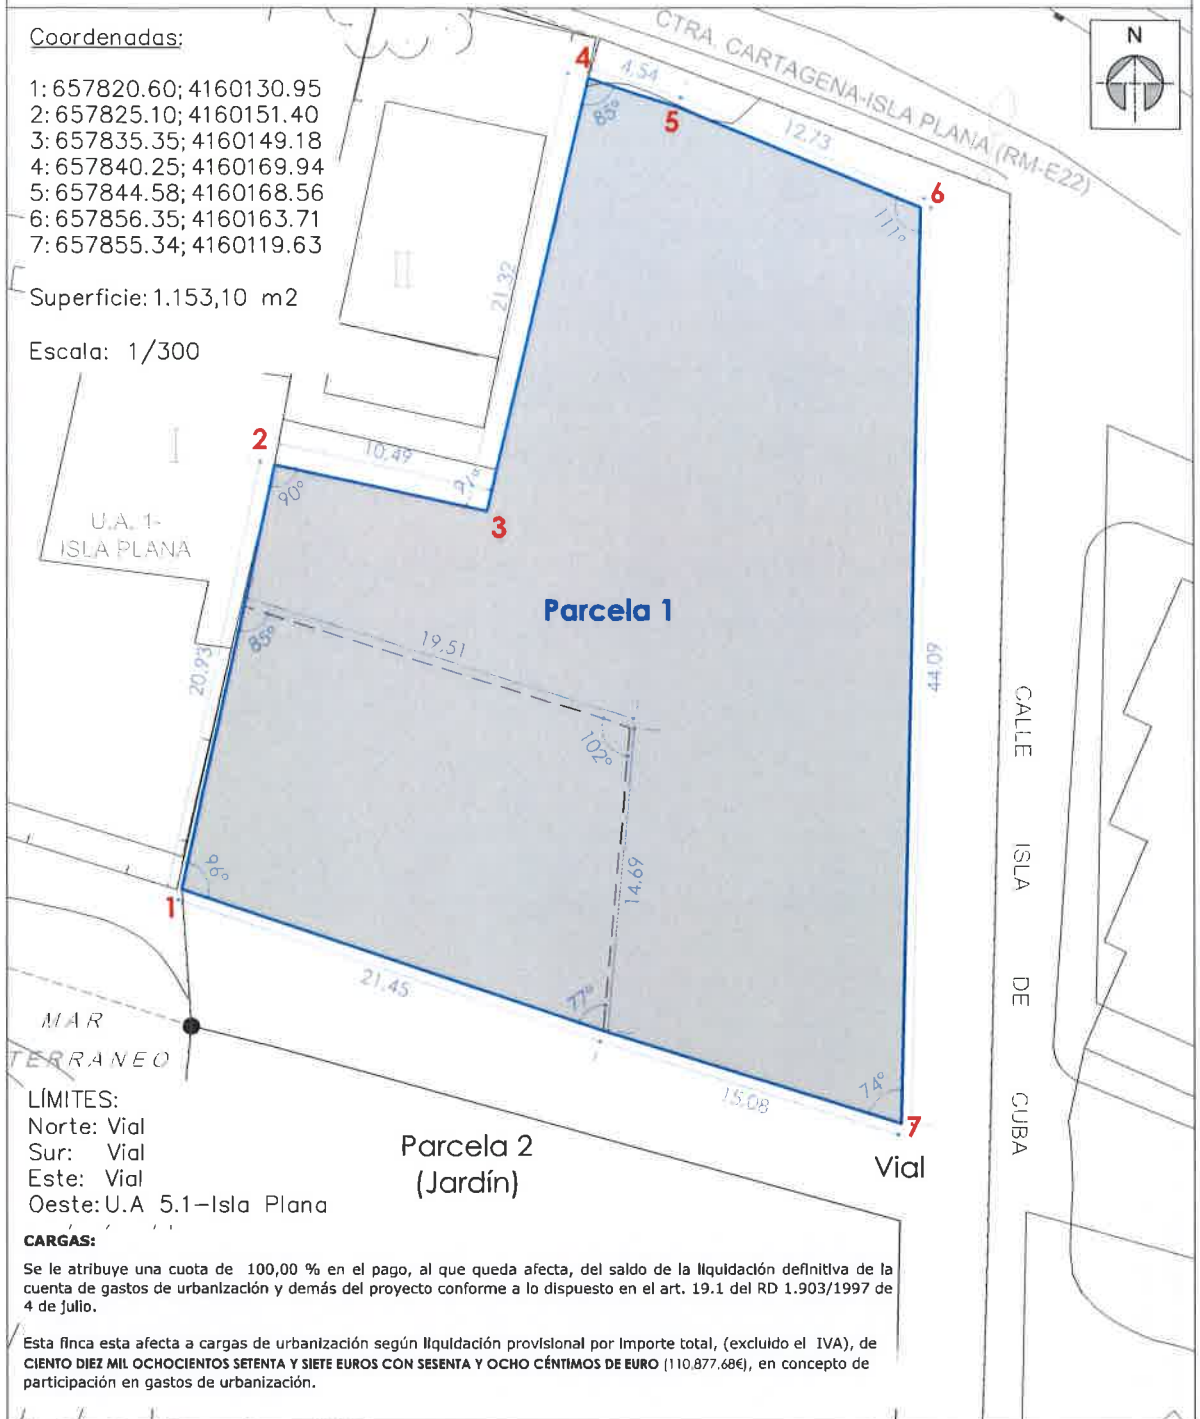 Coordenadas:
1: 657820.60; 4160130.95
2: 657825.10; 4160151.40
3: 657835.35; 4160149.18
4: 657840.25; 4160169.94
5: 657844.58; 4160168.56
6: 657856.35; 4160163.71
7: 657855.34; 4160119.63
Superficie: 1.153,10 m2
Escala: 1/300
CTRA. CARTAGENA-ISLA PLANA (RM-E22)
N
4
4,54
85°
5
12,73
6
111°
II
21,32
2
I
10,49
90°
91°
3
U.A. 1-
ISLA PLANA
Parcela 1
85°
19,51
20,93
44,09
102°
CALLE ISLA DE CUBA
96°
14,69
1
21,45
77°
74°
15,08
7
MAR
TERRANEO
Parcela 2
(Jardín)
Vial
LÍMITES:
Norte: Vial
Sur: Vial
Este: Vial
Oeste: U.A 5.1-Isla Plana
CARGAS:
Se le atribuye una cuota de 100,00 % en el pago, al que queda afecta, del saldo de la liquidación definitiva de la
cuenta de gastos de urbanización y demás del proyecto conforme a lo dispuesto en el art. 19.1 del RD 1.903/1997 de
4 de julio.
Esta finca esta afecta a cargas de urbanización según liquidación provisional por importe total, (excluido el IVA), de
CIENTO DIEZ MIL OCHOCIENTOS SETENTA Y SIETE EUROS CON SESENTA Y OCHO CÉNTIMOS DE EURO (110.877,68€), en concepto de
participación en gastos de urbanización.